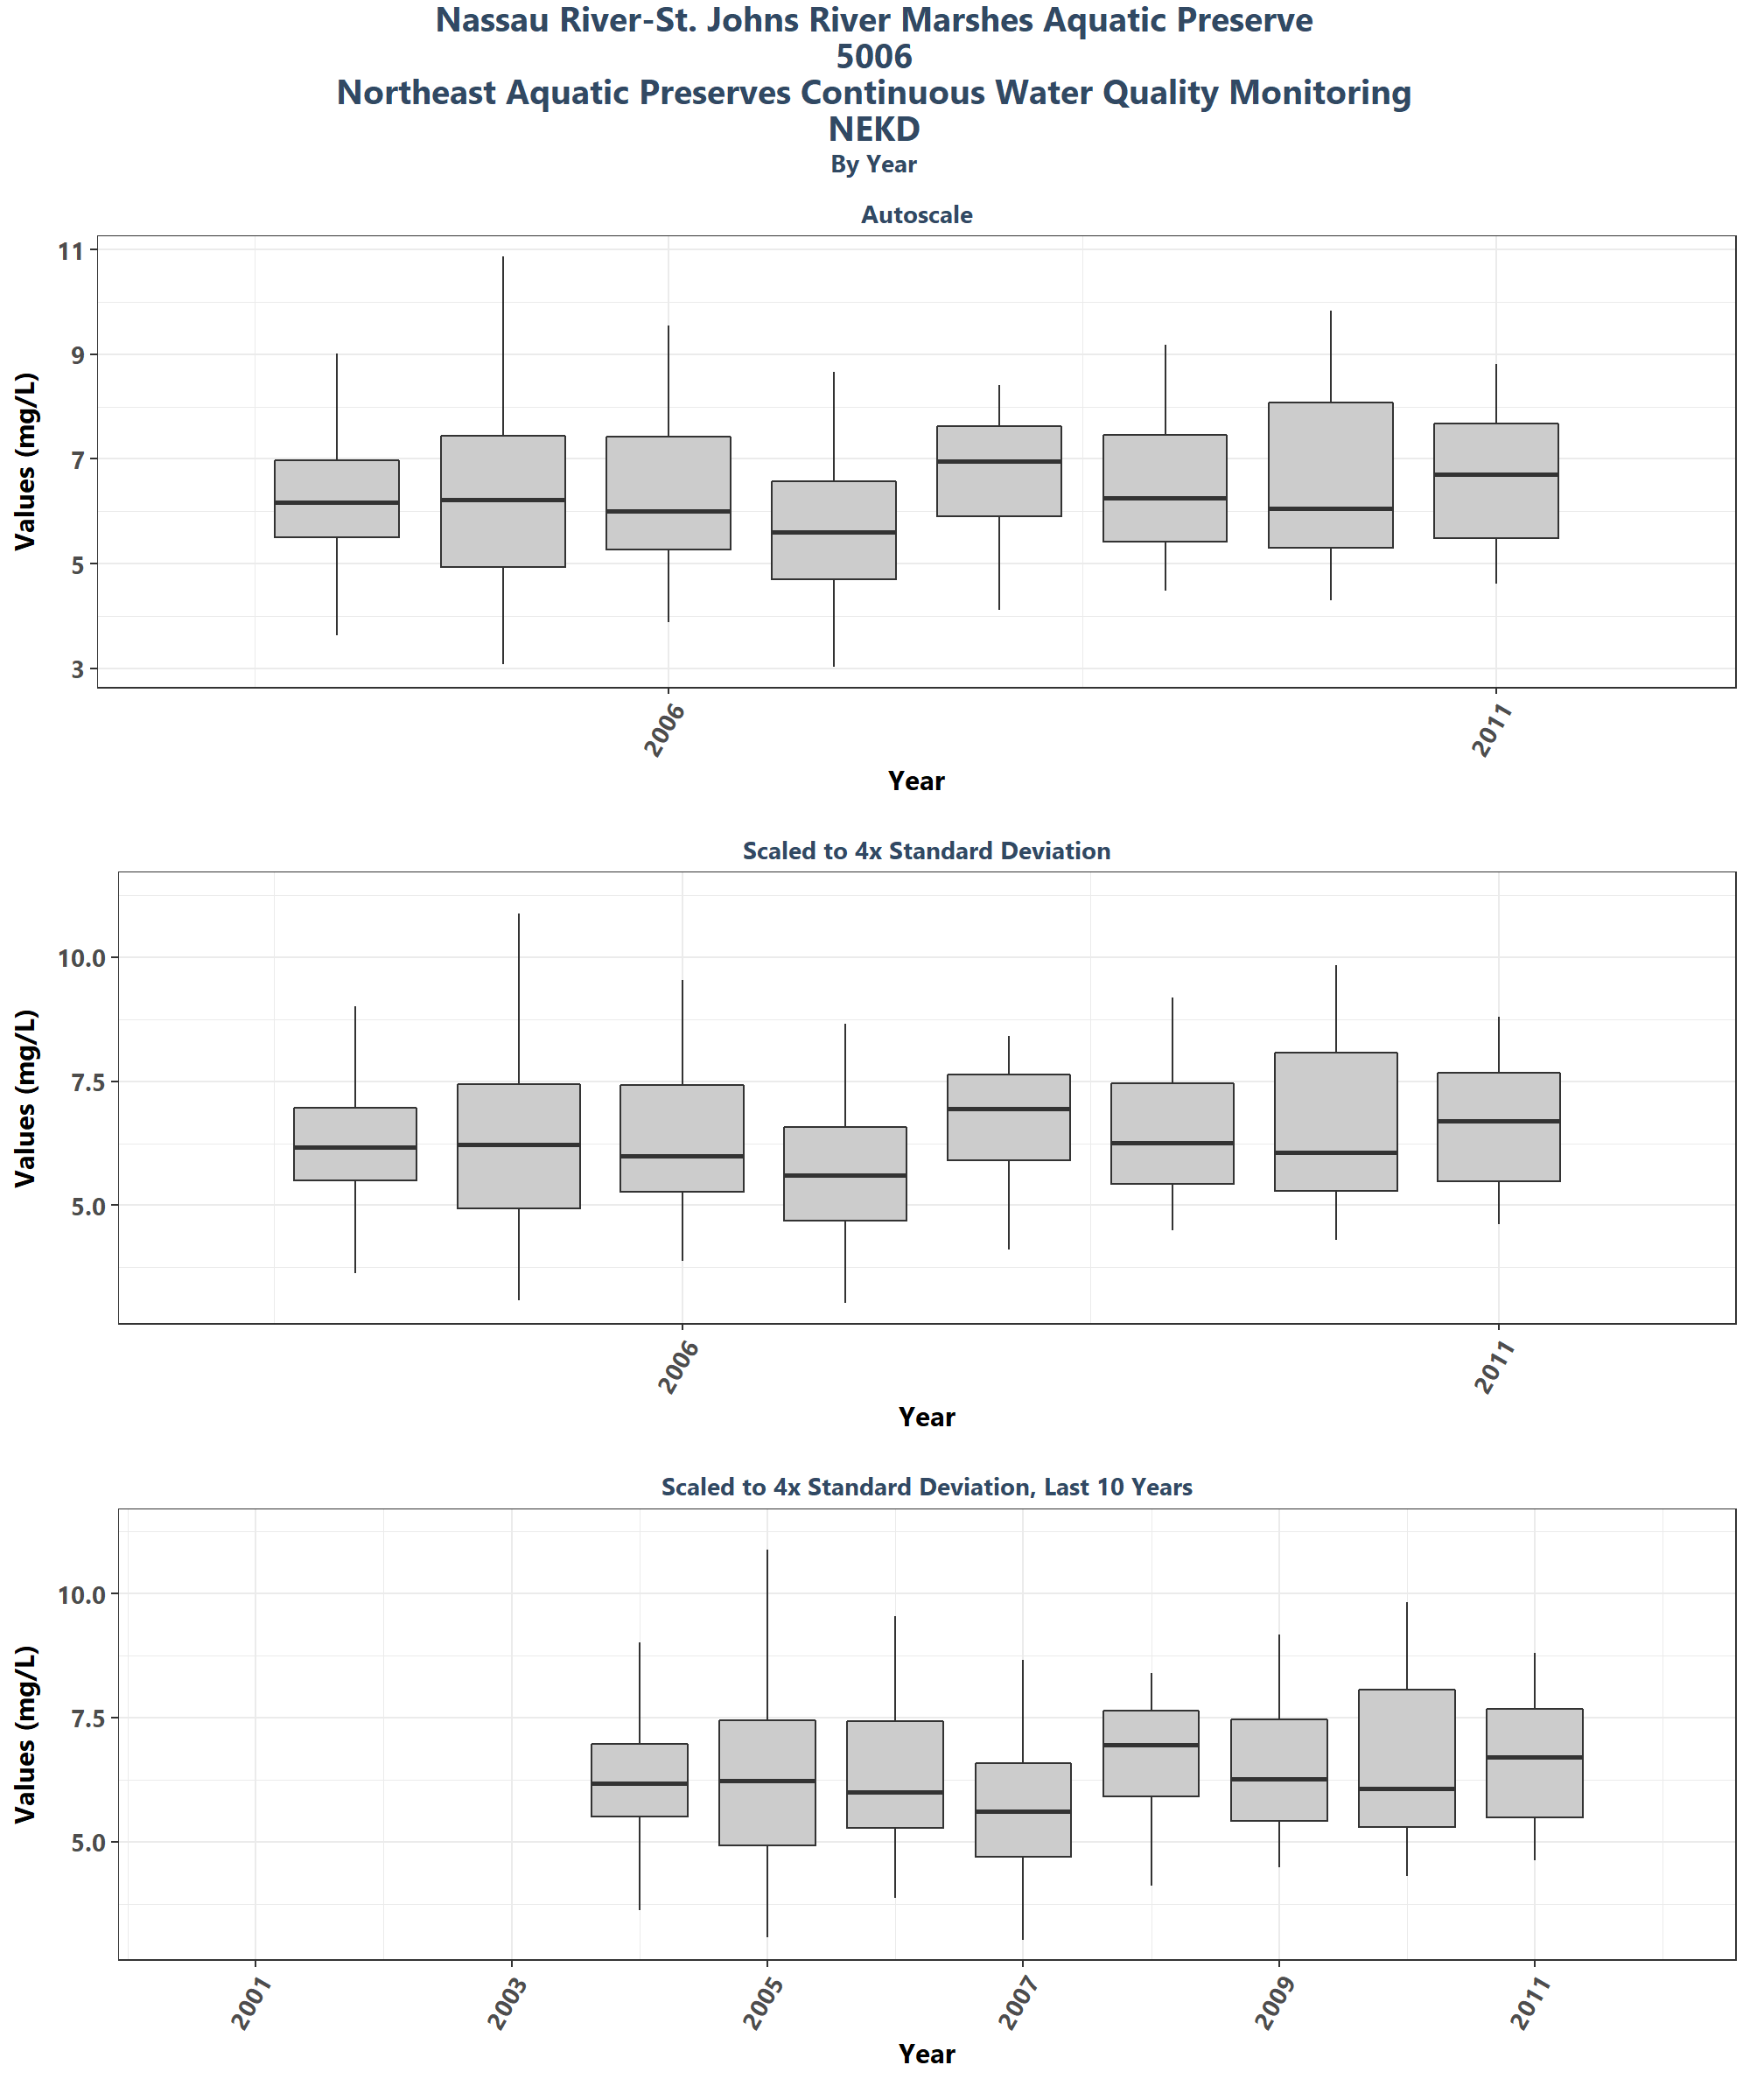 Nassau River-St. Johns River Marshes Aquatic Preserve
5006
Northeast Aquatic Preserves Continuous Water Quality Monitoring
NEKD
By Year
Autoscale
Values (mg/L)
11
9
7
5
3
2006
2011
Year
Scaled to 4x Standard Deviation
Values (mg/L)
10.0
7.5
5.0
2006
2011
Year
Scaled to 4x Standard Deviation, Last 10 Years
Values (mg/L)
10.0
7.5
5.0
2001
2003
2005
2007
2009
2011
Year